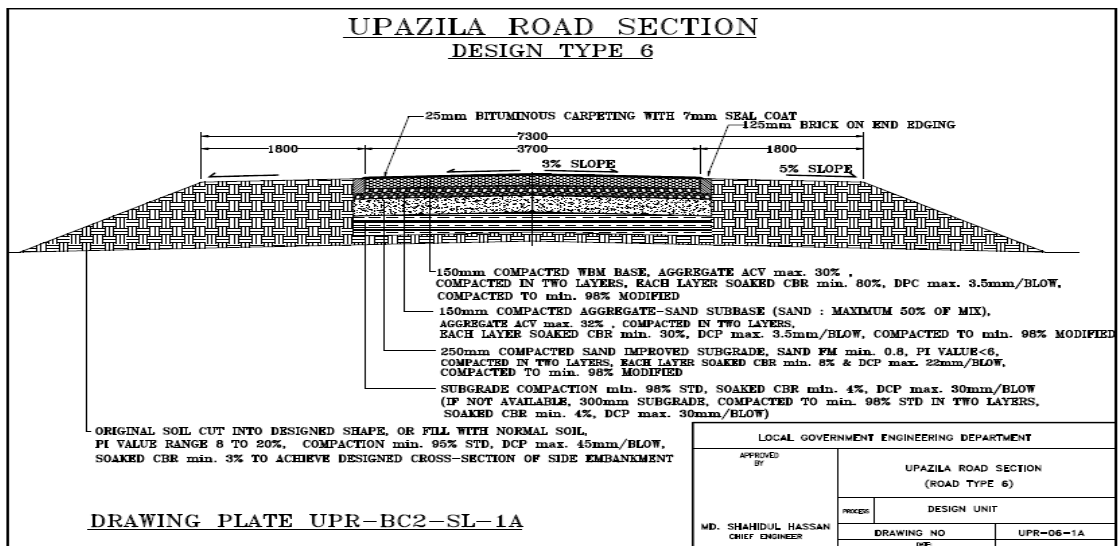 UPAZILA ROAD SECTION
DESIGN TYPE 6
25mm BITUMINOUS CARPETING WITH 7mm SEAL COAT
125mm BRICK ON END EDGING
7300
1800
3700
1800
3% SLOPE
5% SLOPE
150mm COMPACTED WBM BASE, AGGREGATE ACV max. 30% ,
COMPACTED IN TWO LAYERS, EACH LAYER SOAKED CBR min. 80%, DPC max. 3.5mm/BLOW,
COMPACTED TO min. 98% MODIFIED
150mm COMPACTED AGGREGATE-SAND SUBBASE (SAND : MAXIMUM 50% OF MIX),
AGGREGATE ACV max. 32% , COMPACTED IN TWO LAYERS,
EACH LAYER SOAKED CBR min. 30%, DCP max. 3.5mm/BLOW, COMPACTED TO min. 98% MODIFIED
250mm COMPACTED SAND IMPROVED SUBGRADE, SAND FM min. 0.8, PI VALUE<6,
COMPACTED IN TWO LAYERS, EACH LAYER SOAKED CBR min. 8% & DCP max. 22mm/BLOW,
COMPACTED TO min. 98% MODIFIED
SUBGRADE COMPACTION min. 98% STD, SOAKED CBR min. 4%, DCP max. 30mm/BLOW
(IF NOT AVAILABLE, 300mm SUBGRADE, COMPACTED TO min. 98% STD IN TWO LAYERS,
SOAKED CBR min. 4%, DCP max. 30mm/BLOW)
ORIGINAL SOIL CUT INTO DESIGNED SHAPE, OR FILL WITH NORMAL SOIL,
PI VALUE RANGE 8 TO 20%, COMPACTION min. 95% STD, DCP max. 45mm/BLOW,
SOAKED CBR min. 3% TO ACHIEVE DESIGNED CROSS-SECTION OF SIDE EMBANKMENT
DRAWING PLATE UPR-BC2-SL-1A
LOCAL GOVERNMENT ENGINEERING DEPARTMENT
APPROVED
BY
MD. SHAHIDUL HASSAN
CHIEF ENGINEER
UPAZILA ROAD SECTION
(ROAD TYPE 6)
PROCESS
DESIGN UNIT
DRAWING NO
UPR-06-1A